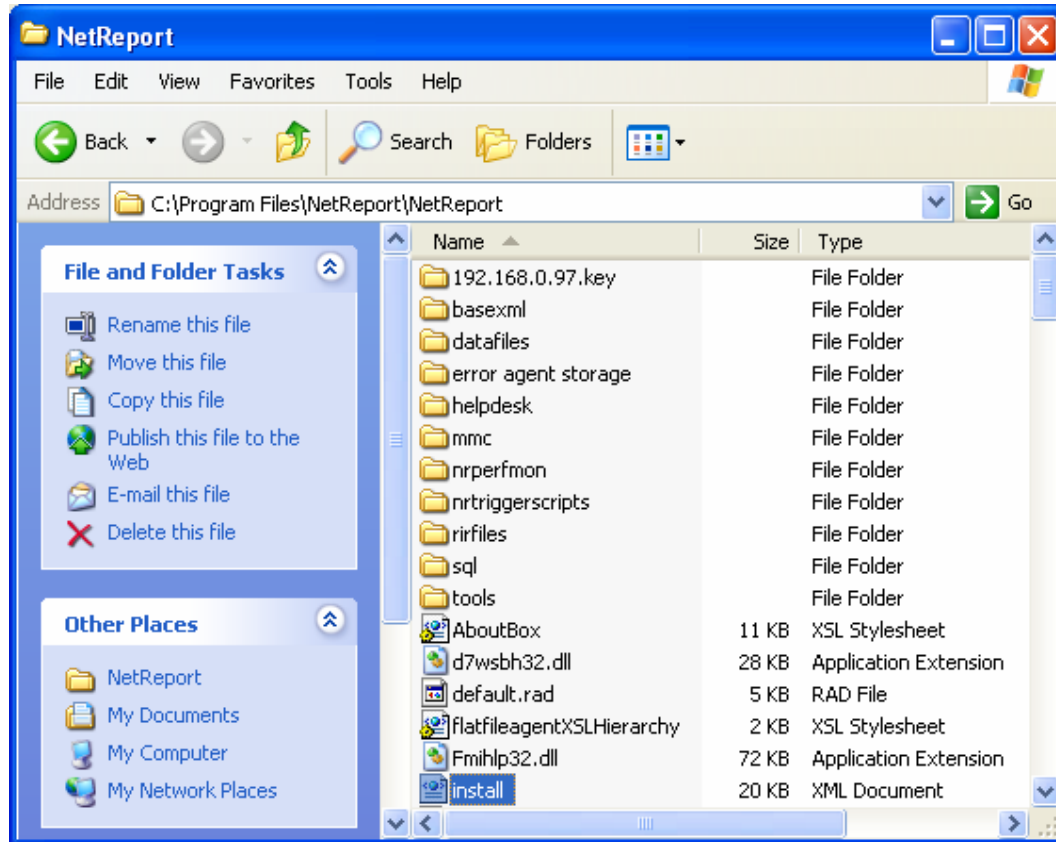 NetReport
File Edit View Favorites Tools Help
Back Search Folders
Address C:\Program Files\NetReport\NetReport Go
File and Folder Tasks
Rename this file
Move this file
Copy this file
Publish this file to the
Web
E-mail this file
Delete this file
Other Places
NetReport
My Documents
My Computer
My Network Places
Name Size Type
192.168.0.97.key File Folder
basexml File Folder
datafiles File Folder
error agent storage File Folder
helpdesk File Folder
mmc File Folder
nrperfmon File Folder
nrtriggerscripts File Folder
rirfiles File Folder
sql File Folder
tools File Folder
AboutBox 11 KB XSL Stylesheet
d7wsbh32.dll 28 KB Application Extension
default.rad 5 KB RAD File
flatfileagentXSLHierarchy 2 KB XSL Stylesheet
Fmihlp32.dll 72 KB Application Extension
install 20 KB XML Document